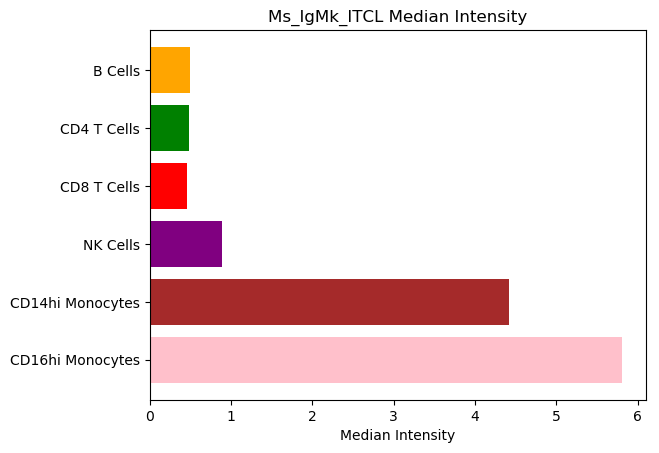 Ms_IgMk_ITCL Median Intensity
B Cells
CD4 T Cells
CD8 T Cells
NK Cells
CD14hi Monocytes
CD16hi Monocytes
0 1 2 3 4 5 6
Median Intensity